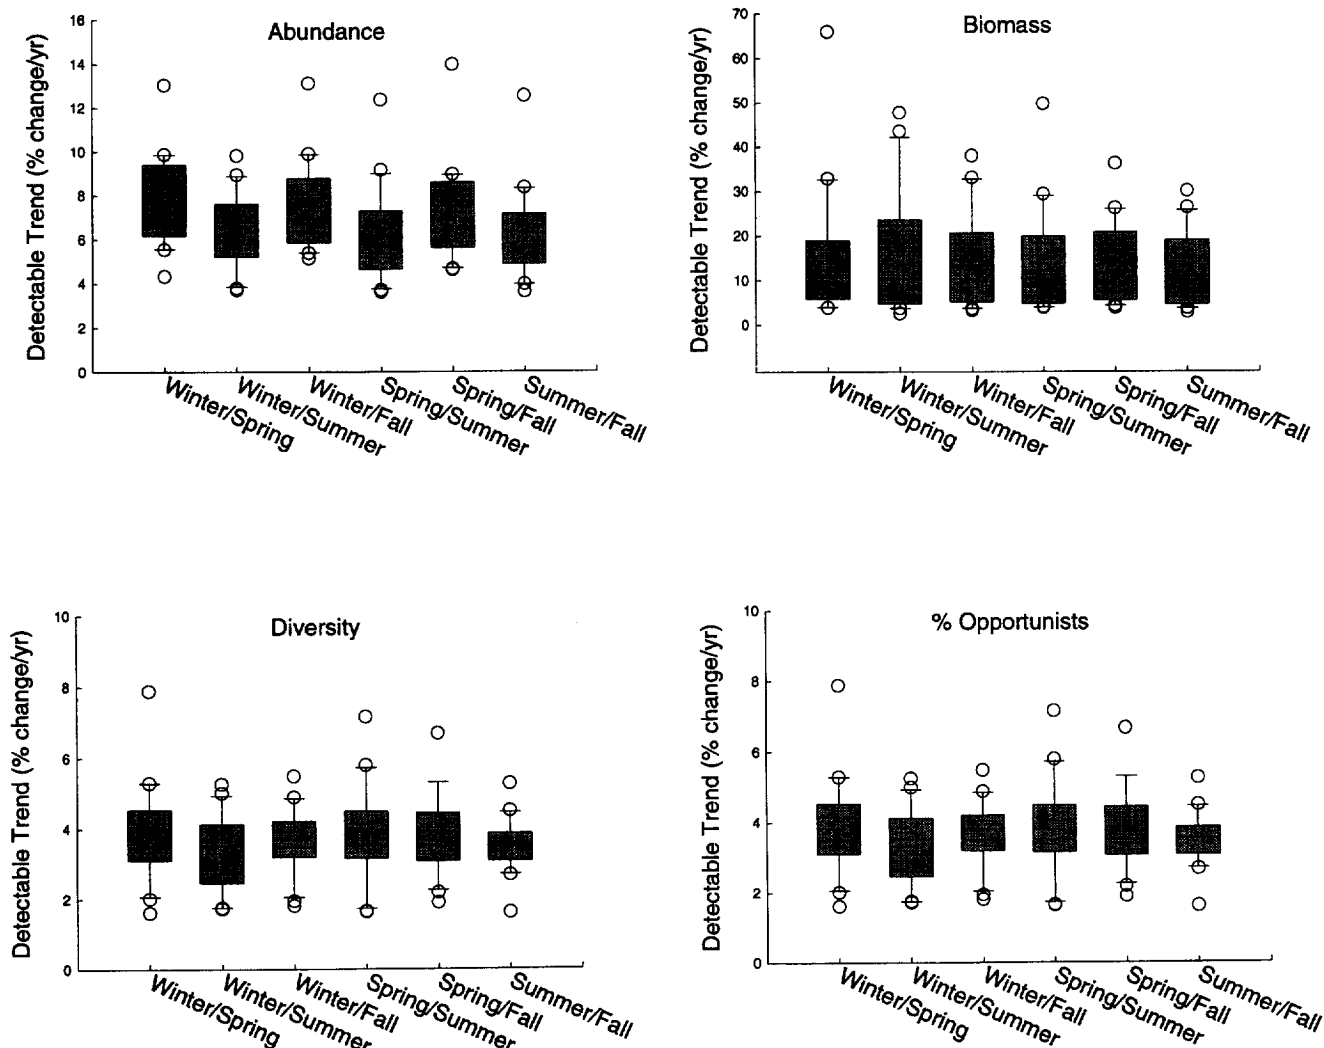 Abundance
Detectable Trend (% change/yr)
16
14
12
10
8
6
4
2
0
Winter/Spring
Winter/Summer
Winter/Fall
Spring/Summer
Spring/Fall
Summer/Fall
Biomass
Detectable Trend (% change/yr)
70
60
50
40
30
20
10
0
Winter/Spring
Winter/Summer
Winter/Fall
Spring/Summer
Spring/Fall
Summer/Fall
Diversity
Detectable Trend (% change/yr)
10
8
6
4
2
0
Winter/Spring
Winter/Summer
Winter/Fall
Spring/Summer
Spring/Fall
Summer/Fall
% Opportunists
Detectable Trend (% change/yr)
10
8
6
4
2
0
Winter/Spring
Winter/Summer
Winter/Fall
Spring/Summer
Spring/Fall
Summer/Fall